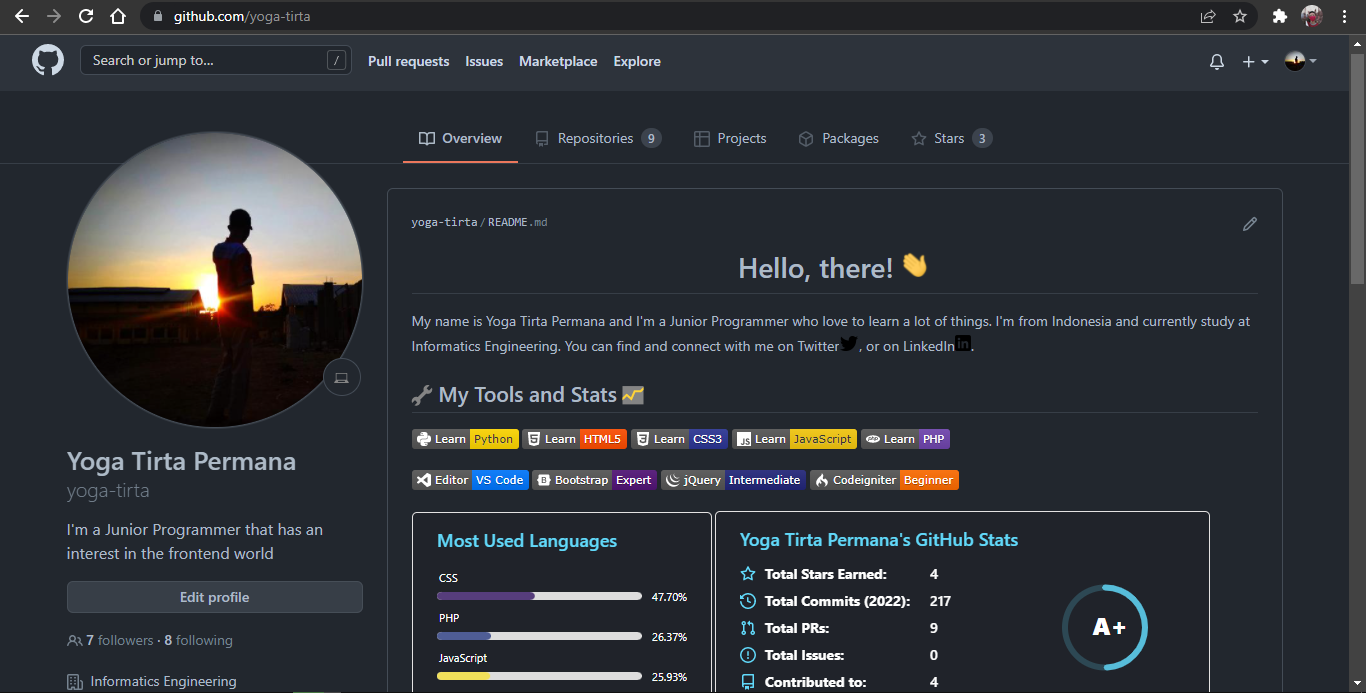 github.com/yoga-tirta
Search or jump to... /
Pull requests Issues Marketplace Explore
Overview Repositories 9 Projects Packages Stars 3
yoga-tirta / README.md
Hello, there! 👋
My name is Yoga Tirta Permana and I'm a Junior Programmer who love to learn a lot of things. I'm from Indonesia and currently study at
Informatics Engineering. You can find and connect with me on Twitter, or on LinkedIn.
My Tools and Stats
Learn Python Learn HTML5 Learn CSS3 JS Learn JavaScript php Learn PHP
Editor VS Code B Bootstrap Expert jQuery Intermediate Codeigniter Beginner
Most Used Languages
CSS
47.70%
PHP
26.37%
JavaScript
25.93%
Yoga Tirta Permana's GitHub Stats
Total Stars Earned: 4
Total Commits (2022): 217
Total PRs: 9
Total Issues: 0
Contributed to: 4
A+
Yoga Tirta Permana
yoga-tirta
I'm a Junior Programmer that has an
interest in the frontend world
Edit profile
7 followers · 8 following
Informatics Engineering